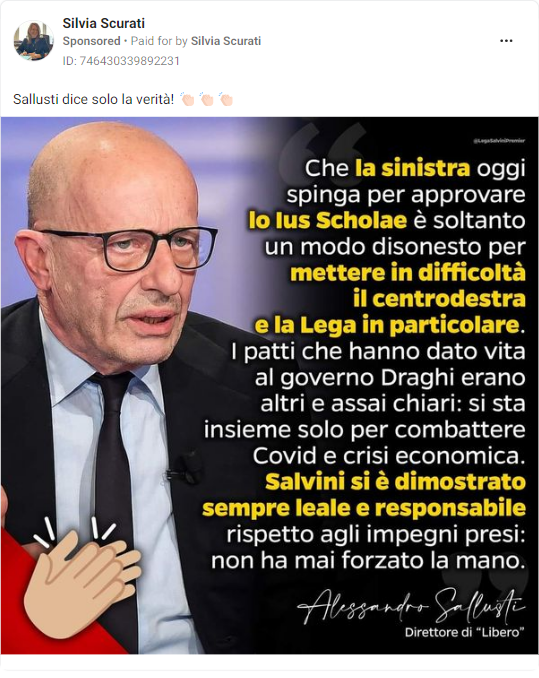 Silvia Scurati
Sponsored • Paid for by Silvia Scurati
ID: 746430339892231
Sallusti dice solo la verità! 👏🏻 👏🏻 👏🏻
@LegaSalviniPremier
Che la sinistra oggi
spinga per approvare
lo Ius Scholae è soltanto
un modo disonesto per
mettere in difficoltà
il centrodestra
e la Lega in particolare.
I patti che hanno dato vita
al governo Draghi erano
altri e assai chiari: si sta
insieme solo per combattere
Covid e crisi economica.
Salvini si è dimostrato
sempre leale e responsabile
rispetto agli impegni presi:
non ha mai forzato la mano.
Alessandro Sallusti
Direttore di “Libero”